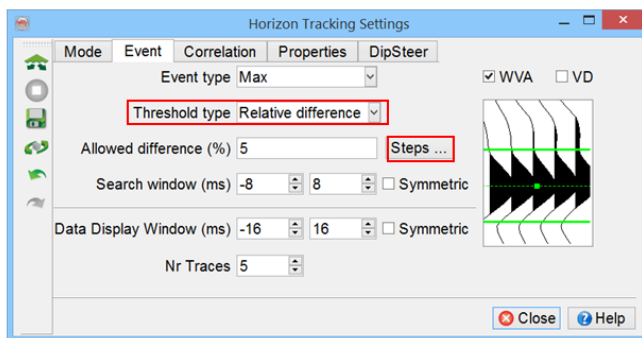 Horizon Tracking Settings
Mode Event Correlation Properties DipSteer
Event type Max
WVA VD
Threshold type Relative difference
Allowed difference (%) 5 Steps ...
Search window (ms) -8 8 Symmetric
Data Display Window (ms) -16 16 Symmetric
Nr Traces 5
Close Help